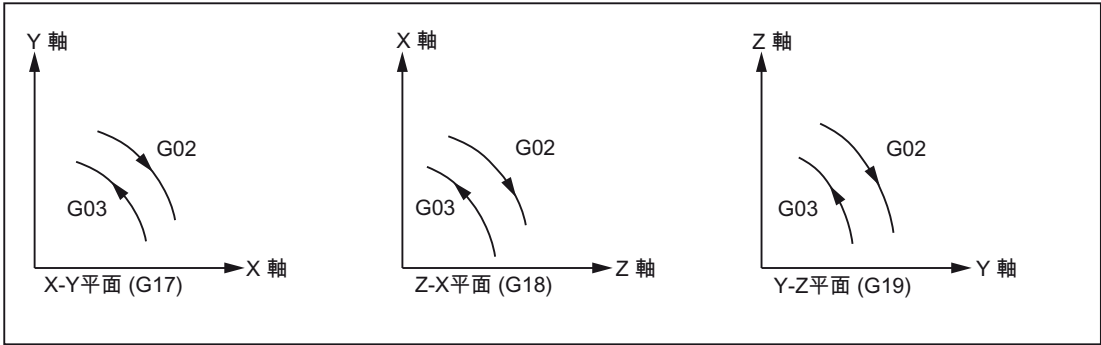 Y 軸
G02
G03
X 軸
X-Y平面 (G17)
X 軸
G02
G03
Z 軸
Z-X平面 (G18)
Z 軸
G02
G03
Y 軸
Y-Z平面 (G19)